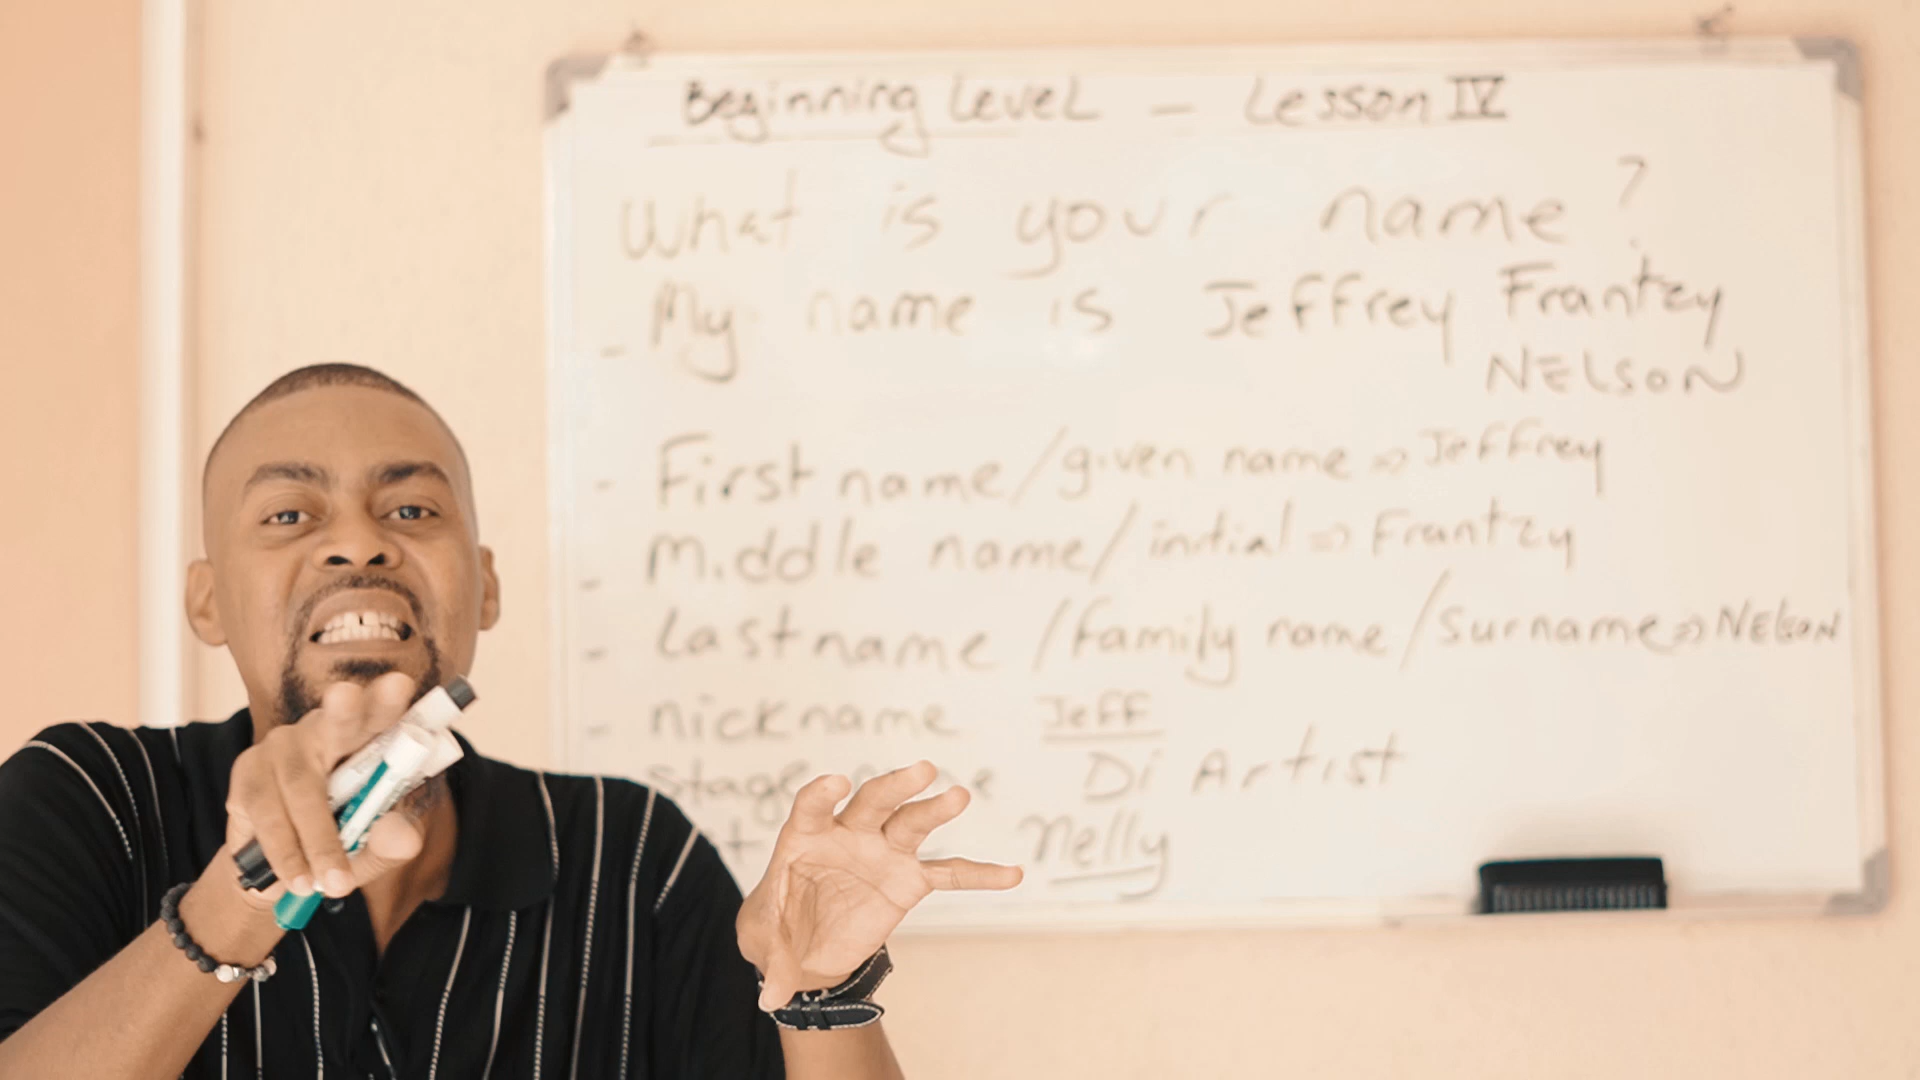 Beginning Level - Lesson IV
What is your name?
- My name is Jeffrey Frantzy
NELSON
- First name/given name => Jeffrey
- Middle name/initial => Frantzy
- Last name/family name/surname => NELSON
- nickname Jeff
stage Di Artist
nelly